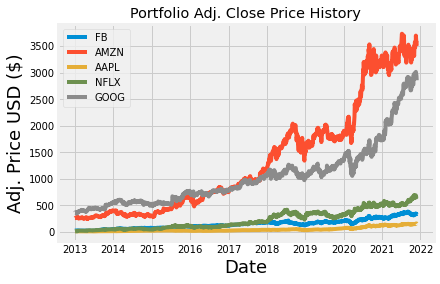 Portfolio Adj. Close Price History
FB
AMZN
AAPL
NFLX
GOOG
Adj. Price USD ($)
3500
3000
2500
2000
1500
1000
500
0
2013 2014 2015 2016 2017 2018 2019 2020 2021 2022
Date